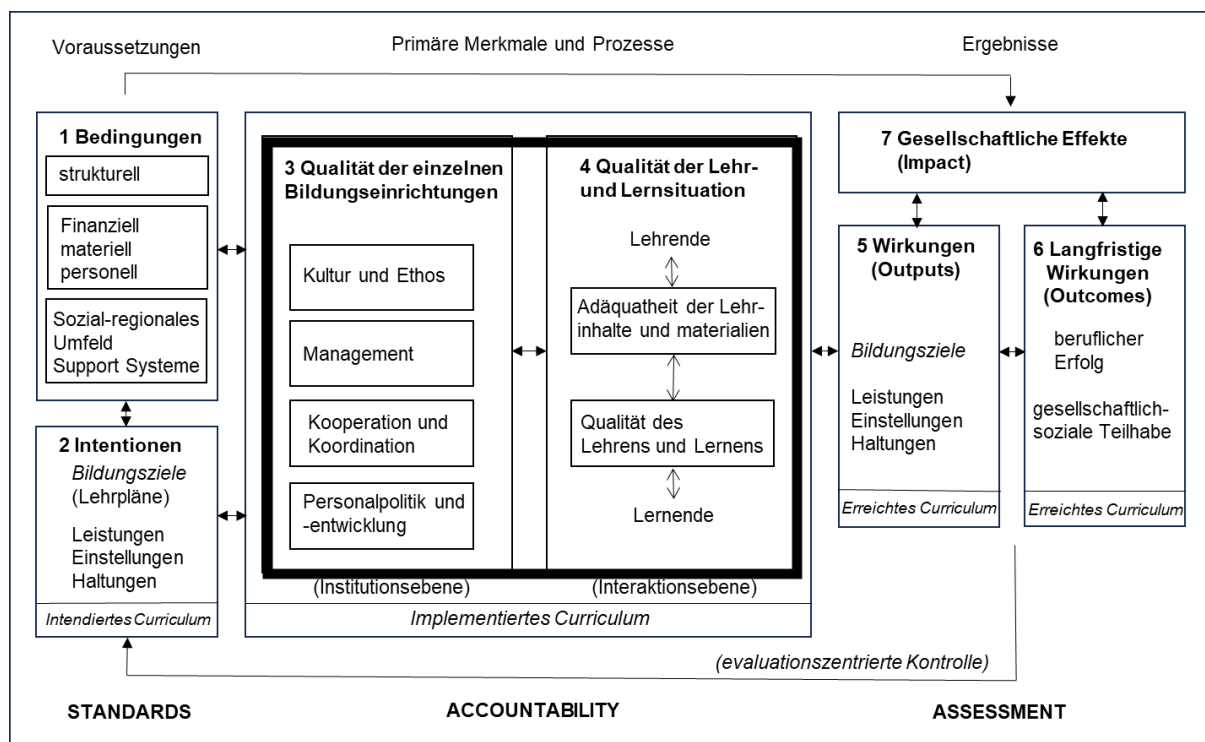 Voraussetzungen
Primäre Merkmale und Prozesse
Ergebnisse
1 Bedingungen
strukturell
Finanziell
materiell
personell
Sozial-regionales
Umfeld
Support Systeme
2 Intentionen
Bildungsziele
(Lehrpläne)
Leistungen
Einstellungen
Haltungen
Intendiertes Curriculum
3 Qualität der einzelnen
Bildungseinrichtungen
Kultur und Ethos
Management
Kooperation und
Koordination
Personalpolitik und
-entwicklung
(Institutionsebene)
4 Qualität der Lehr-
und Lernsituation
Lehrende
Adäquatheit der Lehr-
inhalte und materialien
Qualität des
Lehrens und Lernens
Lernende
(Interaktionsebene)
Implementiertes Curriculum
7 Gesellschaftliche Effekte
(Impact)
5 Wirkungen
(Outputs)
Bildungsziele
Leistungen
Einstellungen
Haltungen
Erreichtes Curriculum
6 Langfristige
Wirkungen
(Outcomes)
beruflicher
Erfolg
gesellschaftlich-
soziale Teilhabe
Erreichtes Curriculum
(evaluationszentrierte Kontrolle)
STANDARDS
ACCOUNTABILITY
ASSESSMENT